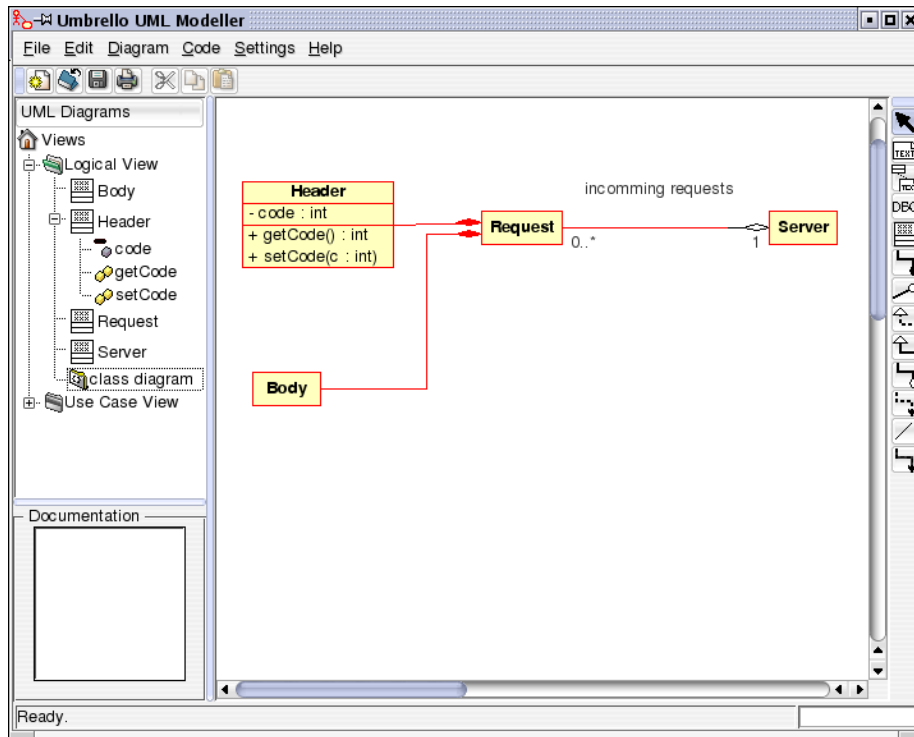 Umbrello UML Modeller
File Edit Diagram Code Settings Help
UML Diagrams
Views
Logical View
Body
Header
code
getCode
setCode
Request
Server
class diagram
Use Case View
Documentation
Header
- code : int
+ getCode() : int
+ setCode(c : int)
Body
Request
incomming requests
0..*
1
Server
TEXT
Ready.